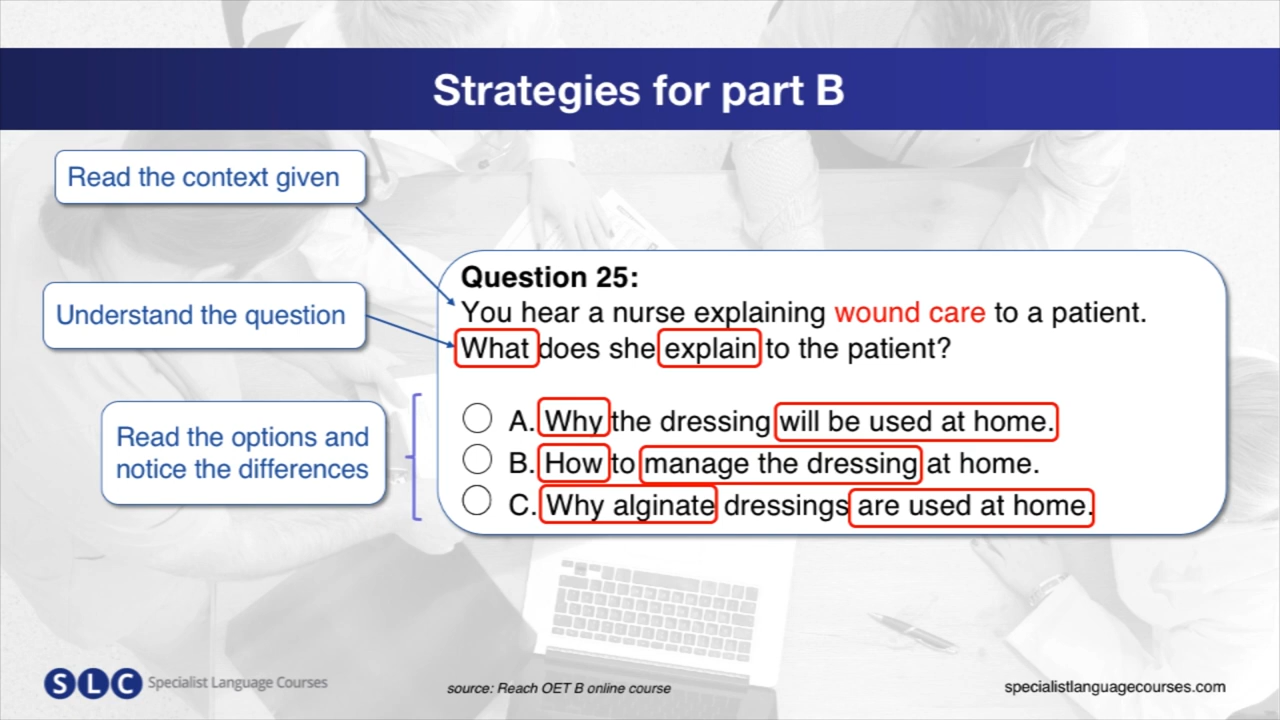 Strategies for part B
Read the context given
Understand the question
Read the options and
notice the differences
Question 25:
You hear a nurse explaining wound care to a patient.
What does she explain to the patient?
A. Why the dressing will be used at home.
B. How to manage the dressing at home.
C. Why alginate dressings are used at home.
SLC Specialist Language Courses
source: Reach OET B online course
specialistlanguagecourses.com